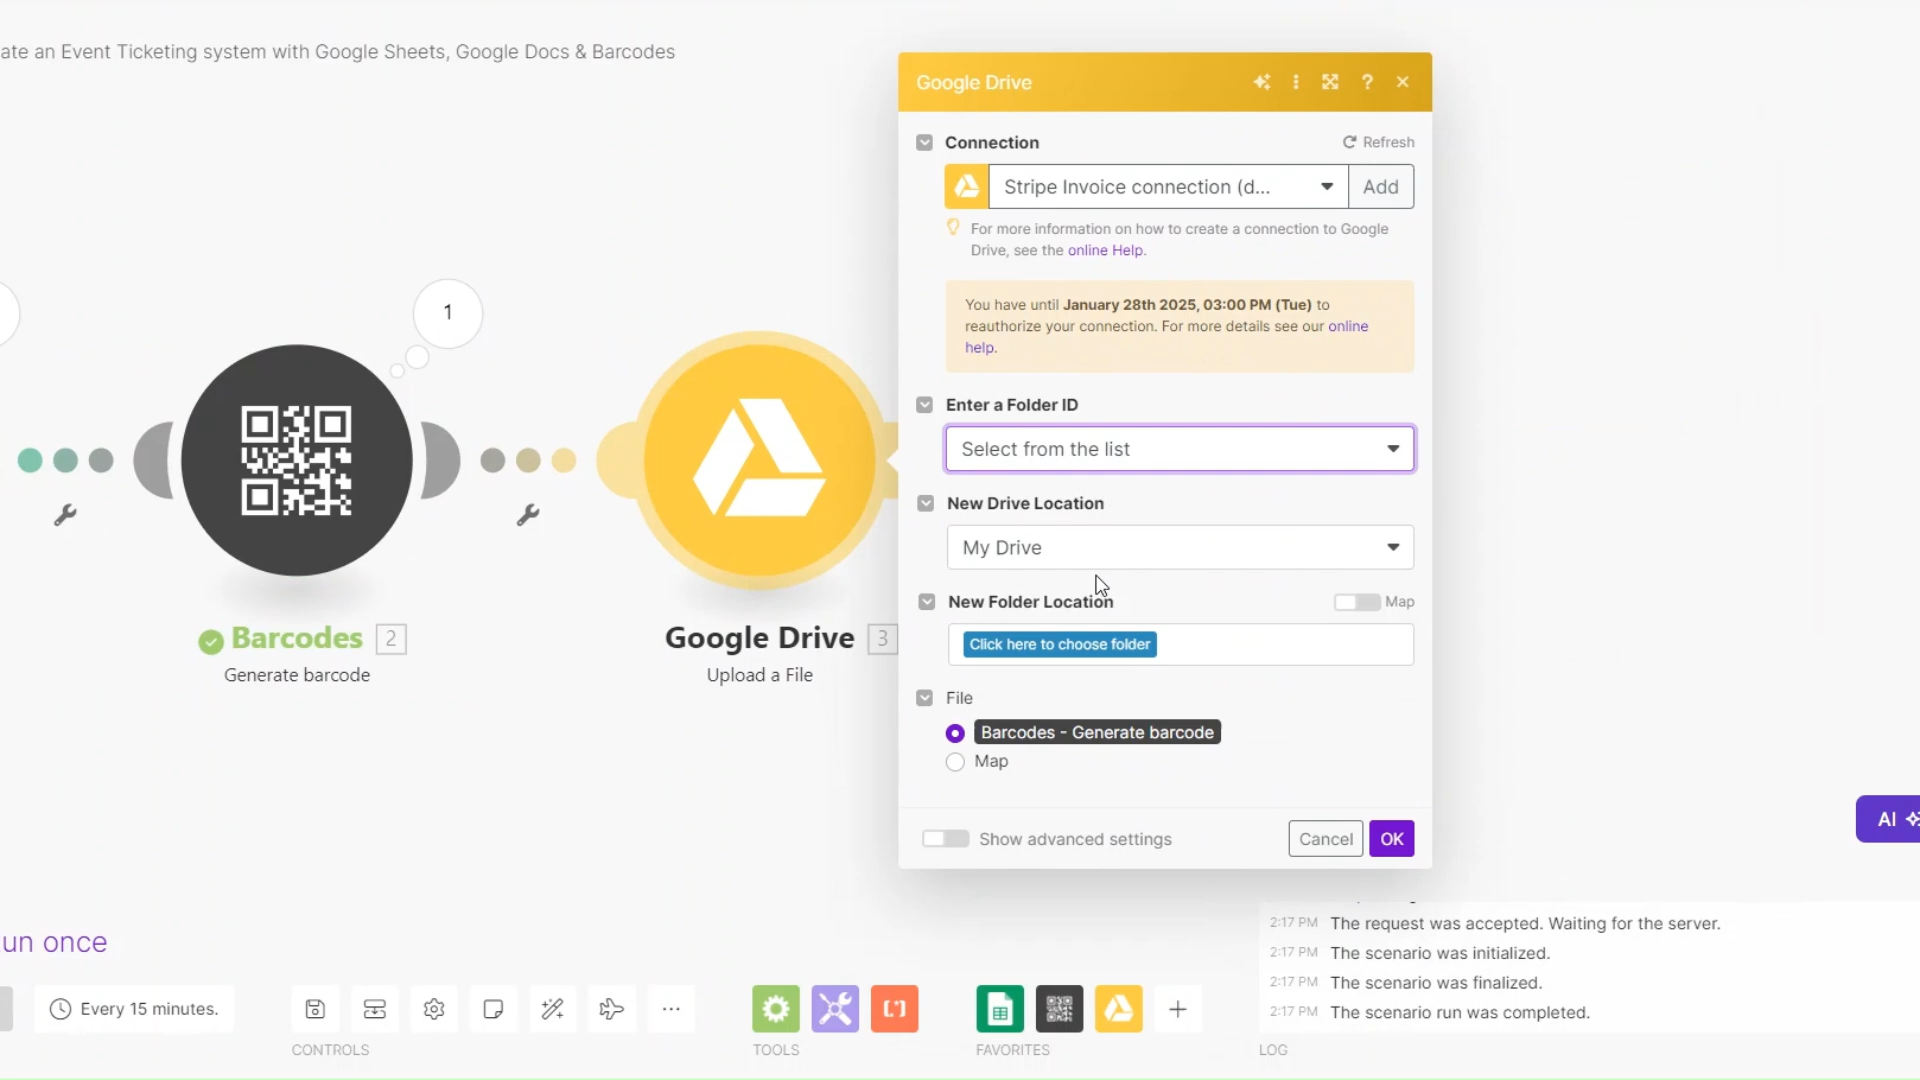 ate an Event Ticketing system with Google Sheets, Google Docs & Barcodes
Google Drive
?
Connection
Refresh
Stripe Invoice connection (d...
Add
For more information on how to create a connection to Google
Drive, see the online Help.
You have until January 28th 2025, 03:00 PM (Tue) to
reauthorize your connection. For more details see our online
help.
Enter a Folder ID
Select from the list
New Drive Location
My Drive
New Folder Location
Map
Click here to choose folder
File
Barcodes - Generate barcode
Map
Show advanced settings
Cancel
OK
1
Barcodes 2
Generate barcode
Google Drive 3
Upload a File
AI
un once
Every 15 minutes.
CONTROLS
TOOLS
FAVORITES
2:17 PM The request was accepted. Waiting for the server.
2:17 PM The scenario was initialized.
2:17 PM The scenario was finalized.
2:17 PM The scenario run was completed.
LOG